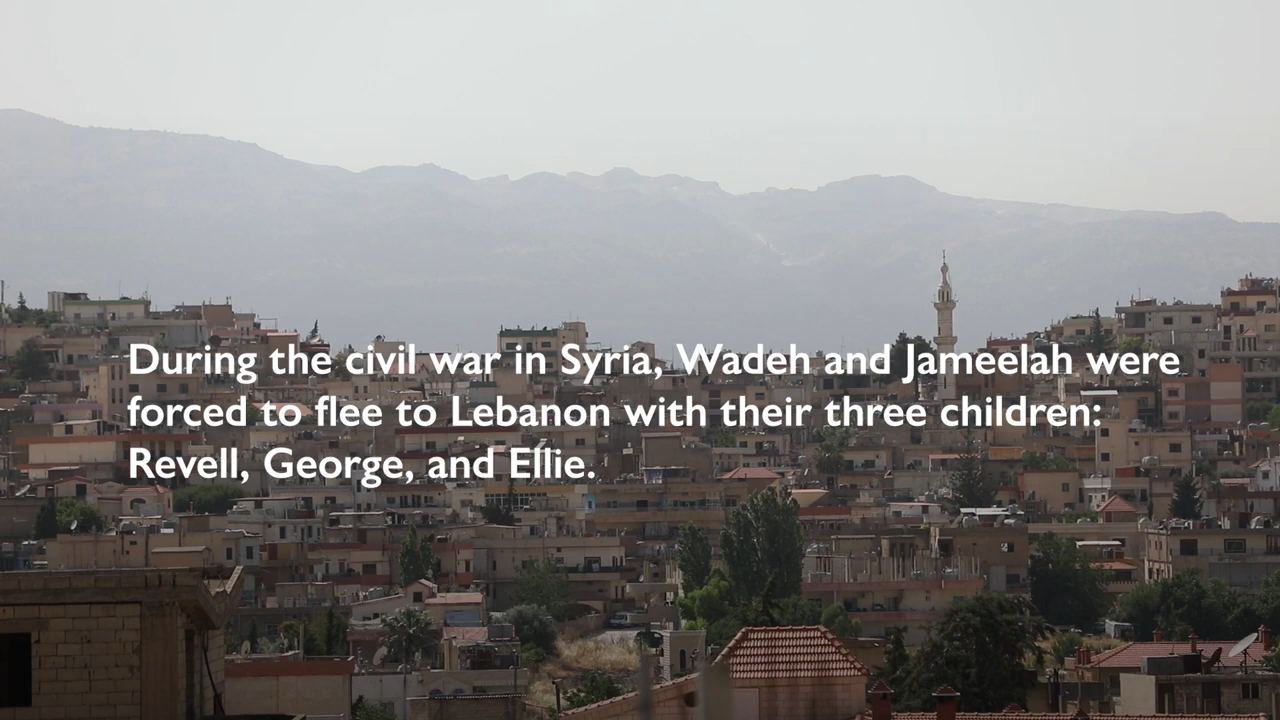 During the civil war in Syria, Wadeh and Jameelah were
forced to flee to Lebanon with their three children:
Revell, George, and Ellie.